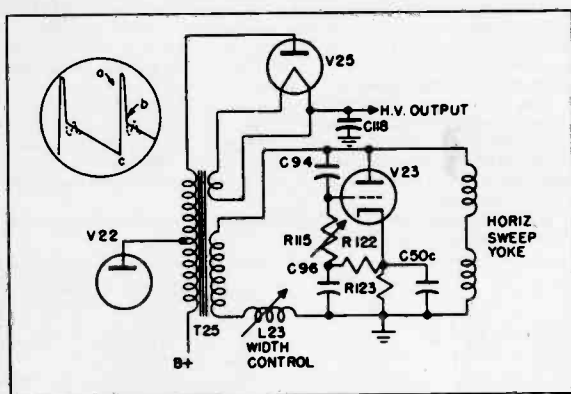 a
b
c
V25
H.V. OUTPUT
C118
C94
V23
V22
R115
R122
C50c
HORIZ.
SWEEP
YOKE
C96
R123
T25
L23
WIDTH
CONTROL
B+